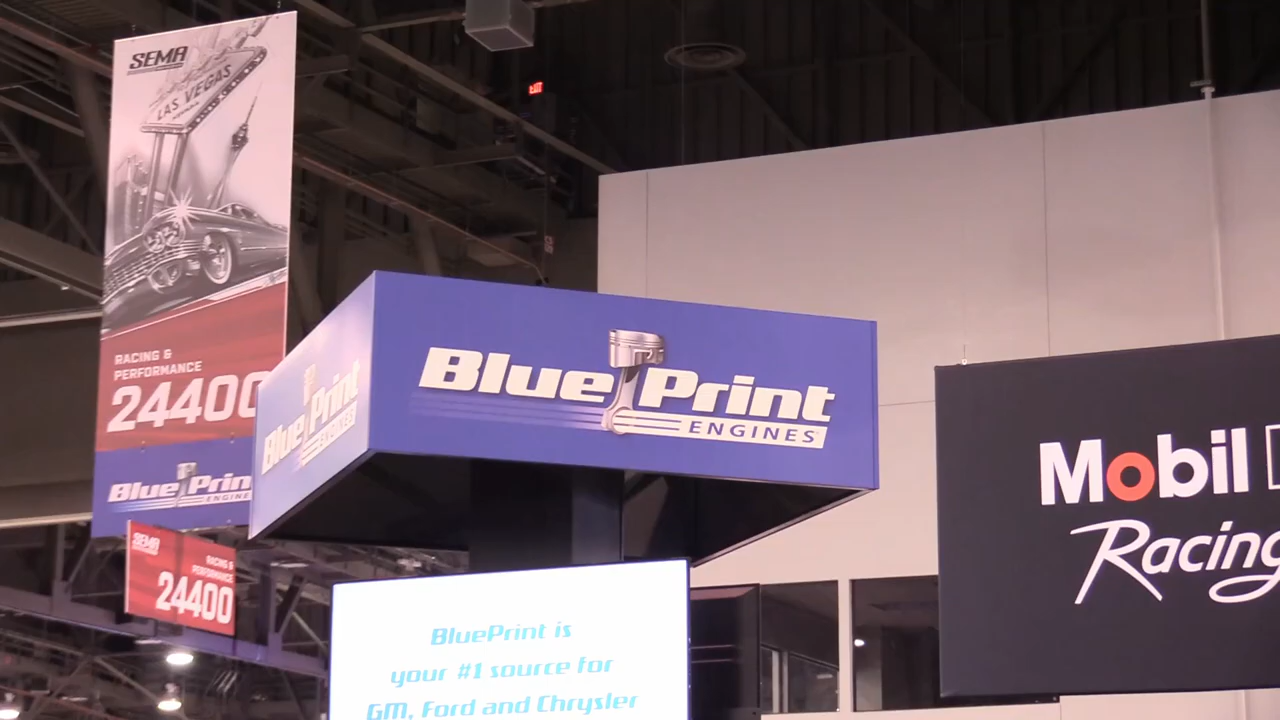 SEMA
LAS VEGAS
RACING &
PERFORMANCE
24400
BluePrint
ENGINES
SEMA
RACING &
PERFORMANCE
24400
BluePrint
ENGINES
BluePrint
ENGINES
BluePrint is
your #1 source for
GM, Ford and Chrysler
Mobil
Racing
EXIT